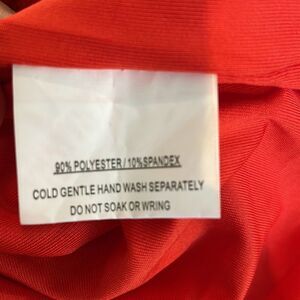 90% POLYESTER/10%SPANDEX
COLD GENTLE HAND WASH SEPARATELY
DO NOT SOAK OR WRING